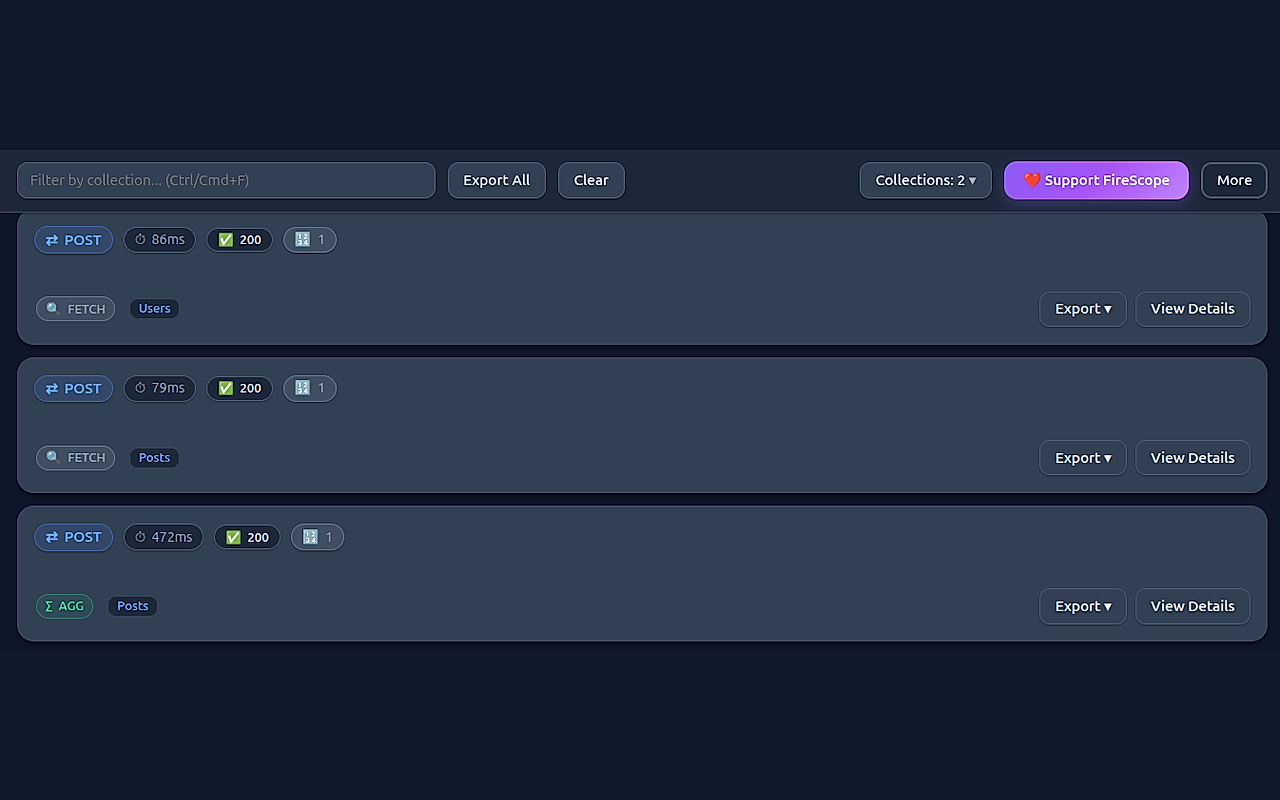 Filter by collection... (Ctrl/Cmd+F) Export All Clear Collections: 2 ▾ ❤️ Support FireScope More
⇄ POST ⏱ 86ms ✅ 200 🔢 1
🔍 FETCH Users Export ▾ View Details
⇄ POST ⏱ 79ms ✅ 200 🔢 1
🔍 FETCH Posts Export ▾ View Details
⇄ POST ⏱ 472ms ✅ 200 🔢 1
Σ AGG Posts Export ▾ View Details